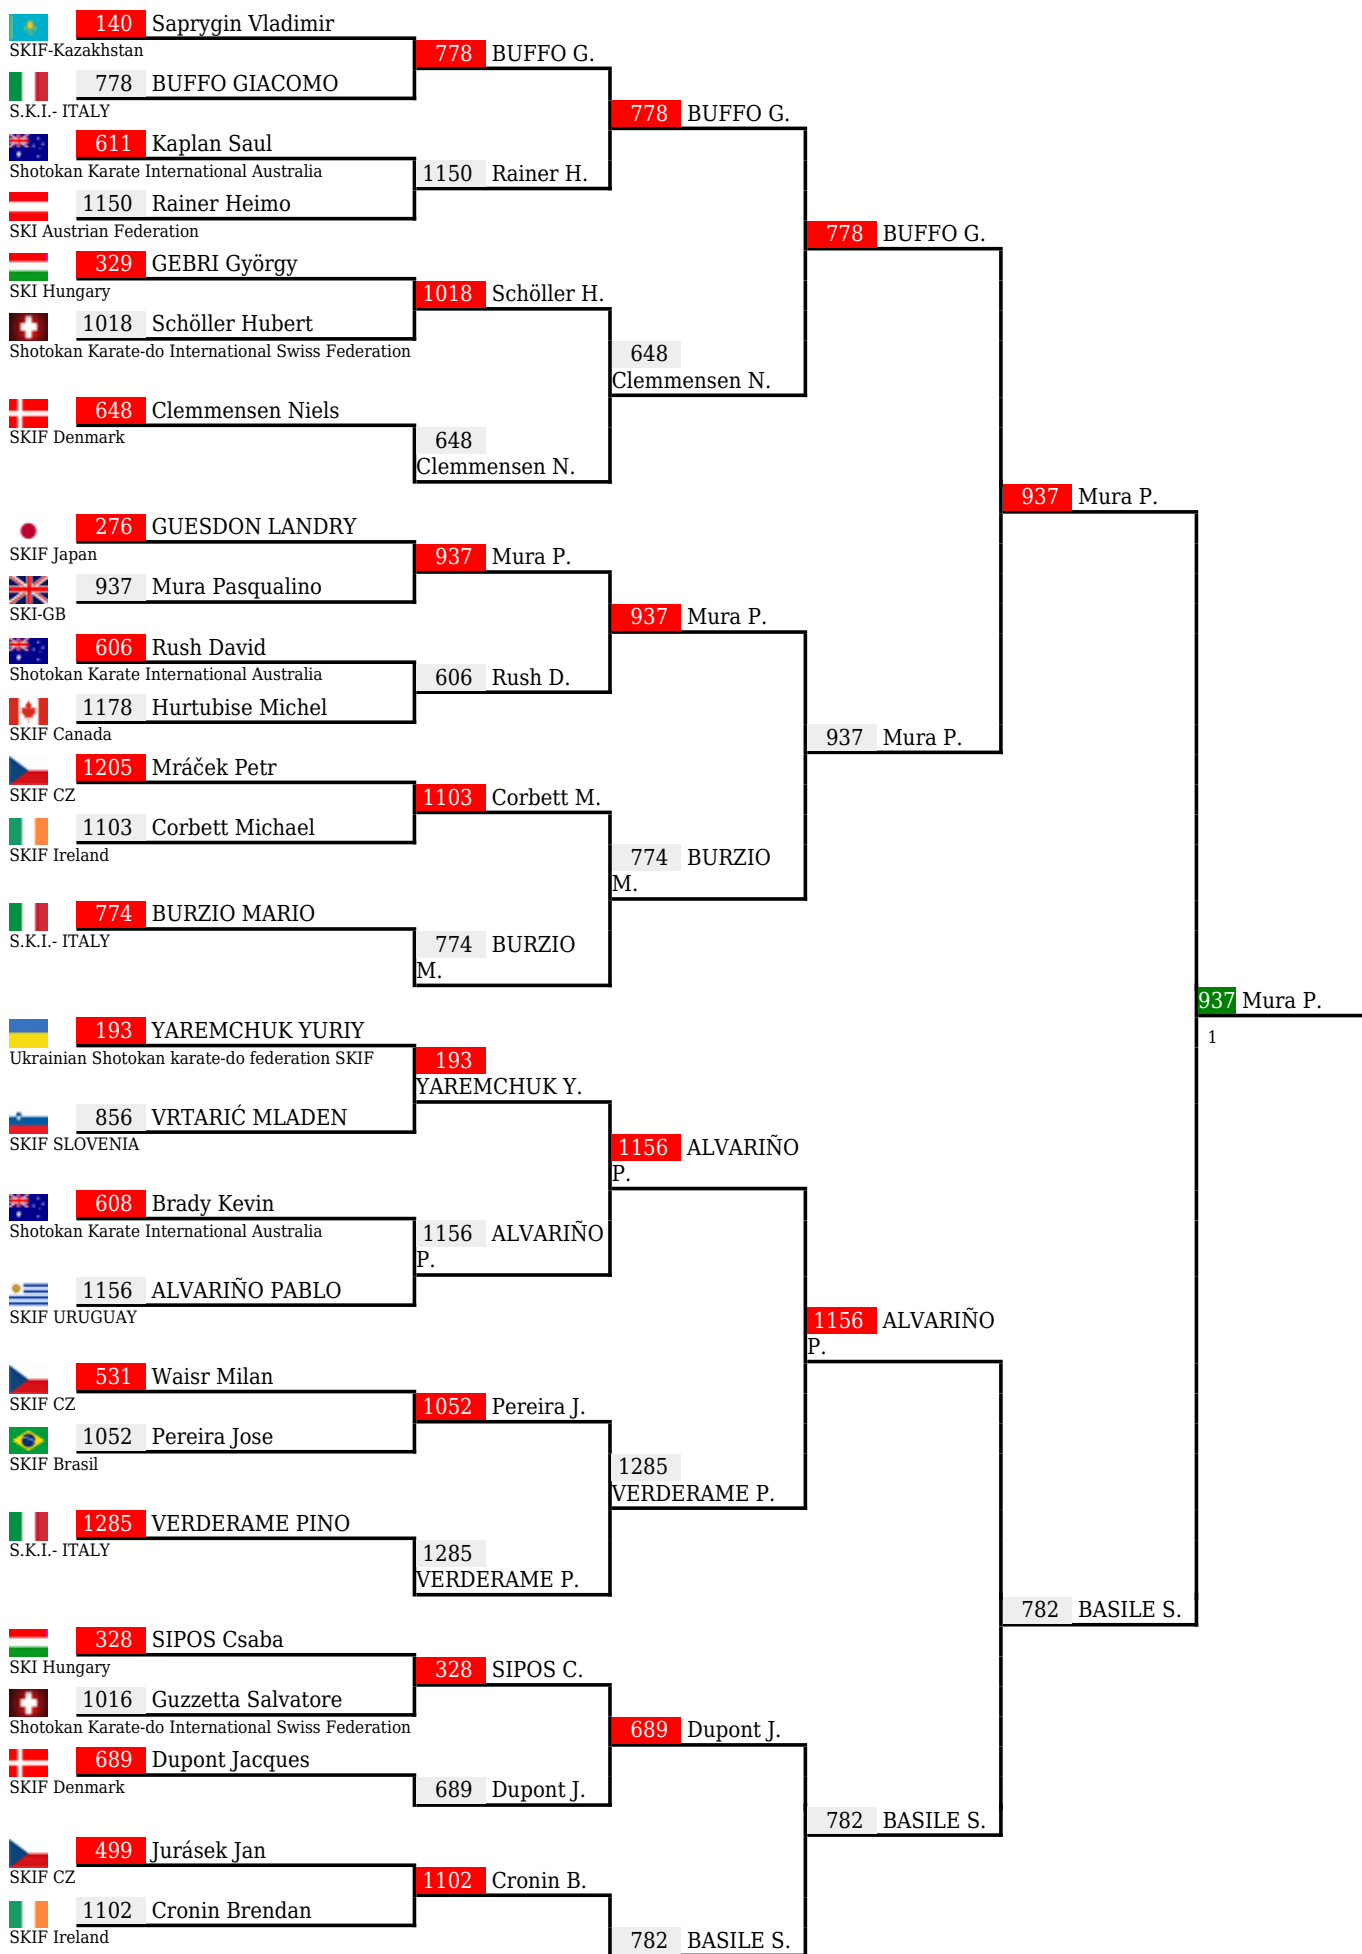 140 Saprygin Vladimir
SKIF-Kazakhstan
778 BUFFO G.
778 BUFFO GIACOMO
S.K.I.- ITALY
778 BUFFO G.
611 Kaplan Saul
Shotokan Karate International Australia
1150 Rainer H.
1150 Rainer Heimo
SKI Austrian Federation
778 BUFFO G.
329 GEBRI György
SKI Hungary
1018 Schöller H.
1018 Schöller Hubert
Shotokan Karate-do International Swiss Federation
648
Clemmensen N.
648 Clemmensen Niels
SKIF Denmark
648
Clemmensen N.
937 Mura P.
276 GUESDON LANDRY
SKIF Japan
937 Mura P.
937 Mura Pasqualino
SKI-GB
937 Mura P.
606 Rush David
Shotokan Karate International Australia
606 Rush D.
1178 Hurtubise Michel
SKIF Canada
937 Mura P.
1205 Mráček Petr
SKIF CZ
1103 Corbett M.
1103 Corbett Michael
SKIF Ireland
774 BURZIO
M.
774 BURZIO MARIO
S.K.I.- ITALY
774 BURZIO
M.
937 Mura P.
1
193 YAREMCHUK YURIY
Ukrainian Shotokan karate-do federation SKIF
193
YAREMCHUK Y.
856 VRTARIĆ MLADEN
SKIF SLOVENIA
1156 ALVARIÑO
P.
608 Brady Kevin
Shotokan Karate International Australia
1156 ALVARIÑO
P.
1156 ALVARIÑO PABLO
SKIF URUGUAY
1156 ALVARIÑO
P.
531 Waisr Milan
SKIF CZ
1052 Pereira J.
1052 Pereira Jose
SKIF Brasil
1285
VERDERAME P.
1285 VERDERAME PINO
S.K.I.- ITALY
1285
VERDERAME P.
782 BASILE S.
328 SIPOS Csaba
SKI Hungary
328 SIPOS C.
1016 Guzzetta Salvatore
Shotokan Karate-do International Swiss Federation
689 Dupont J.
689 Dupont Jacques
SKIF Denmark
689 Dupont J.
782 BASILE S.
499 Jurásek Jan
SKIF CZ
1102 Cronin B.
1102 Cronin Brendan
SKIF Ireland
782 BASILE S.